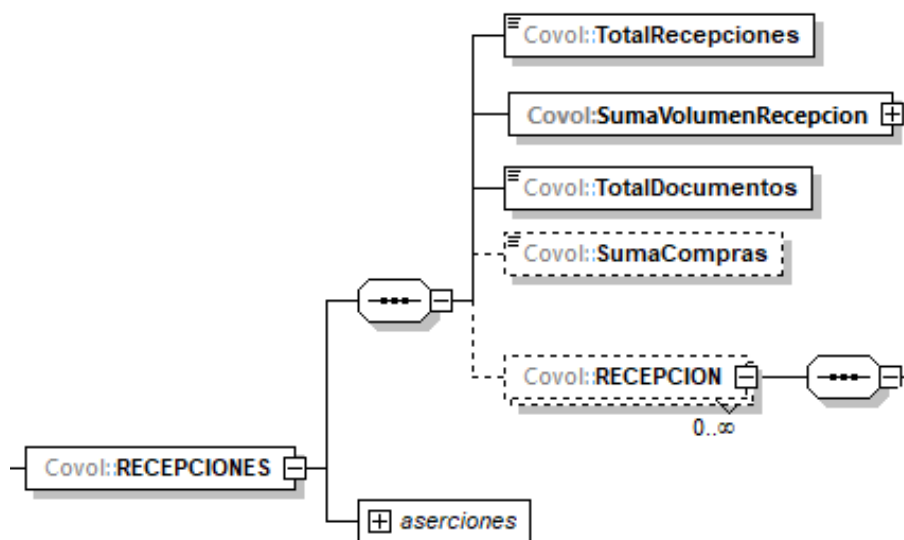 Covol::TotalRecepciones
Covol:SumaVolumenRecepcion
Covol::TotalDocumentos
Covol::SumaCompras
Covol::RECEPCION
0..∞
Covol::RECEPCIONES
aserciones